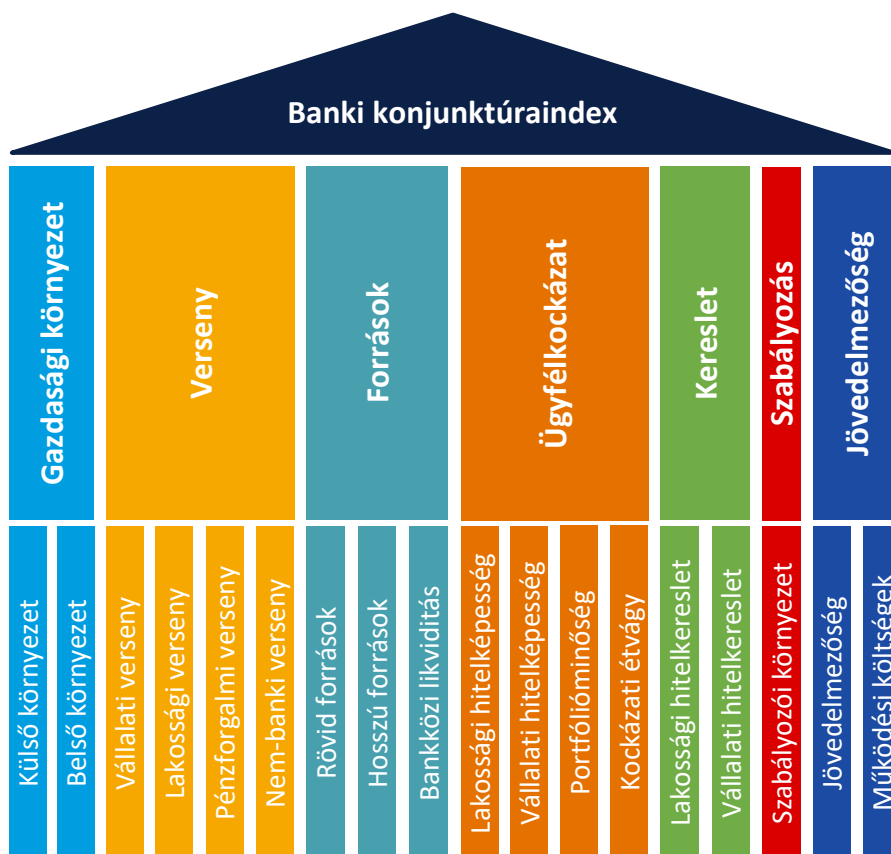 Banki konjunktúraindex
Gazdasági környezet
Verseny
Források
Ügyfélkockázat
Kereslet
Szabályozás
Jövedelmezőség
Külső környezet
Belső környezet
Vállalati verseny
Lakossági verseny
Pénzforgalmi verseny
Nem-banki verseny
Rövid források
Hosszú források
Bankközi likviditás
Lakossági hitelképesség
Vállalati hitelképesség
Portfólióminőség
Kockázati étvágy
Lakossági hitelkereslet
Vállalati hitelkereslet
Szabályozói környezet
Jövedelmezőség
Működési költségek